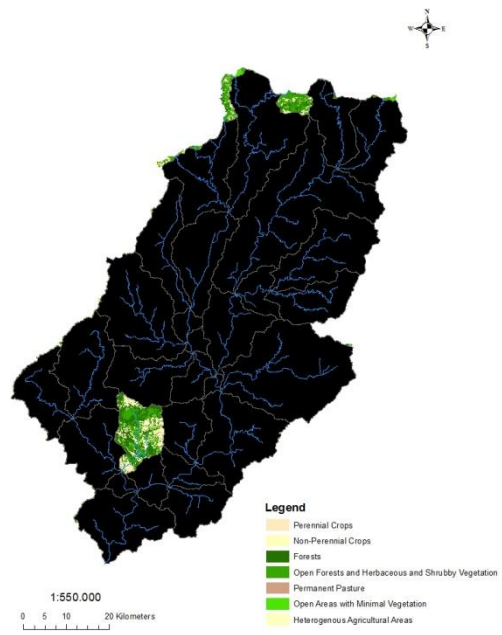 N
W E
S
Legend
Perennial Crops
Non-Perennial Crops
Forests
Open Forests and Herbaceous and Shrubby Vegetation
Permanent Pasture
Open Areas with Minimal Vegetation
Heterogenous Agricultural Areas
1:550.000
0 5 10 20 Kilometers